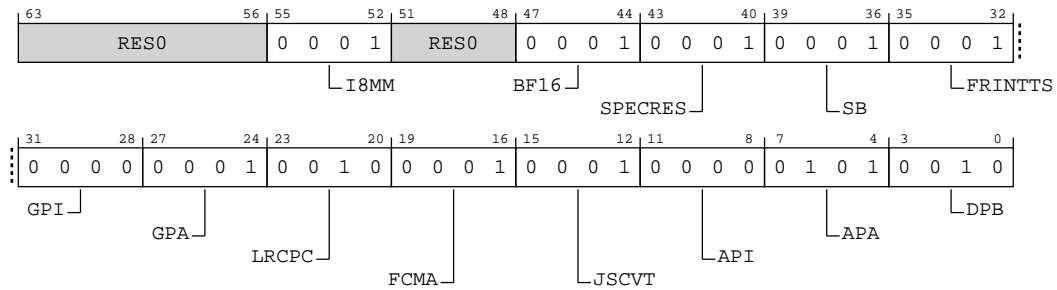 63 56 55 52 51 48 47 44 43 40 39 36 35 32
RES0 0 0 0 1 RES0 0 0 0 1 0 0 0 1 0 0 0 1 0 0 0 1
I8MM BF16 SPECRES SB FRINTTS
31 28 27 24 23 20 19 16 15 12 11 8 7 4 3 0
0 0 0 0 0 0 0 1 0 0 1 0 0 0 0 1 0 0 0 1 0 0 0 0 0 1 0 1 0 0 1 0
GPI GPA LRCPC FCMA JSCVT API APA DPB